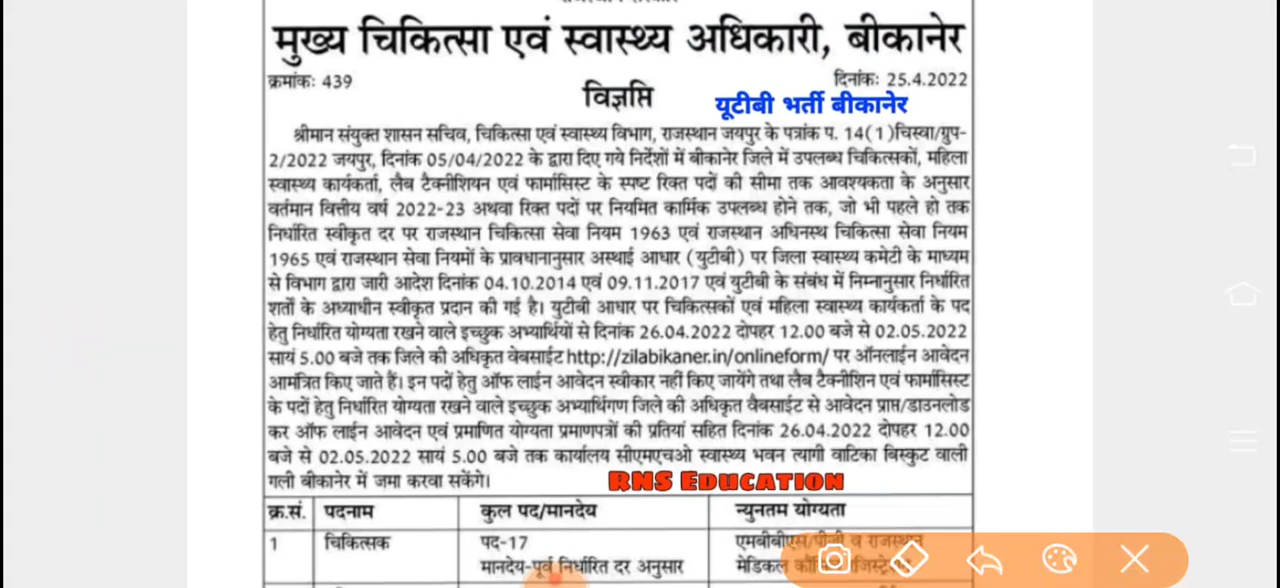 मुख्य चिकित्सा एवं स्वास्थ्य अधिकारी, बीकानेर
क्रमांक: 439
दिनांक: 25.4.2022
विज्ञप्ति
यूटीबी भर्ती बीकानेर
श्रीमान संयुक्त शासन सचिव, चिकित्सा एवं स्वास्थ्य विभाग, राजस्थान जयपुर के पत्रांक प. 14(1)चिस्वा/ग्रुप-
2/2022 जयपुर, दिनांक 05/04/2022 के द्वारा दिए गये निर्देशों में बीकानेर जिले में उपलब्ध चिकित्सकों, महिला
स्वास्थ्य कार्यकर्ता, लैब टैक्नीशियन एवं फार्मासिस्ट के स्पष्ट रिक्त पदों की सीमा तक आवश्यकता के अनुसार
वर्तमान वित्तीय वर्ष 2022-23 अथवा रिक्त पदों पर नियमित कार्मिक उपलब्ध होने तक, जो भी पहले हो तक
निर्धारित स्वीकृत दर पर राजस्थान चिकित्सा सेवा नियम 1963 एवं राजस्थान अधिनस्थ चिकित्सा सेवा नियम
1965 एवं राजस्थान सेवा नियमों के प्रावधानानुसार अस्थाई आधार (युटीबी) पर जिला स्वास्थ्य कमेटी के माध्यम
से विभाग द्वारा जारी आदेश दिनांक 04.10.2014 एवं 09.11.2017 एवं युटीबी के संबंध में निम्नानुसार निर्धारित
शर्तों के अध्याधीन स्वीकृत प्रदान की गई है। युटीबी आधार पर चिकित्सकों एवं महिला स्वास्थ्य कार्यकर्ता के पद
हेतु निर्धारित योग्यता रखने वाले इच्छुक अभ्यार्थियों से दिनांक 26.04.2022 दोपहर 12.00 बजे से 02.05.2022
सायं 5.00 बजे तक जिले की अधिकृत वेबसाईट http://zilabikaner.in/onlineform/ पर ऑनलाईन आवेदन
आमंत्रित किए जाते हैं। इन पदों हेतु ऑफ लाईन आवेदन स्वीकार नहीं किए जायेंगे तथा लैब टैक्नीशिन एवं फार्मासिस्ट
के पदों हेतु निर्धारित योग्यता रखने वाले इच्छुक अभ्यार्थिगण जिले की अधिकृत वैबसाईट से आवेदन प्राप्त/डाउनलोड
कर ऑफ लाईन आवेदन एवं प्रमाणित योग्यता प्रमाणपत्रों की प्रतियां सहित दिनांक 26.04.2022 दोपहर 12.00
बजे से 02.05.2022 सायं 5.00 बजे तक कार्यालय सीएमएचओ स्वास्थ्य भवन त्यागी वाटिका बिस्कुट वाली
गली बीकानेर में जमा करवा सकेंगे।
RNS EDUCATION
क्र.सं. पदनाम कुल पद/मानदेय न्युनतम योग्यता
1 चिकित्सक पद-17 एमबीबीएस/पीजी व राजस्थान
मानदेय-पूर्व निर्धारित दर अनुसार मेडिकल